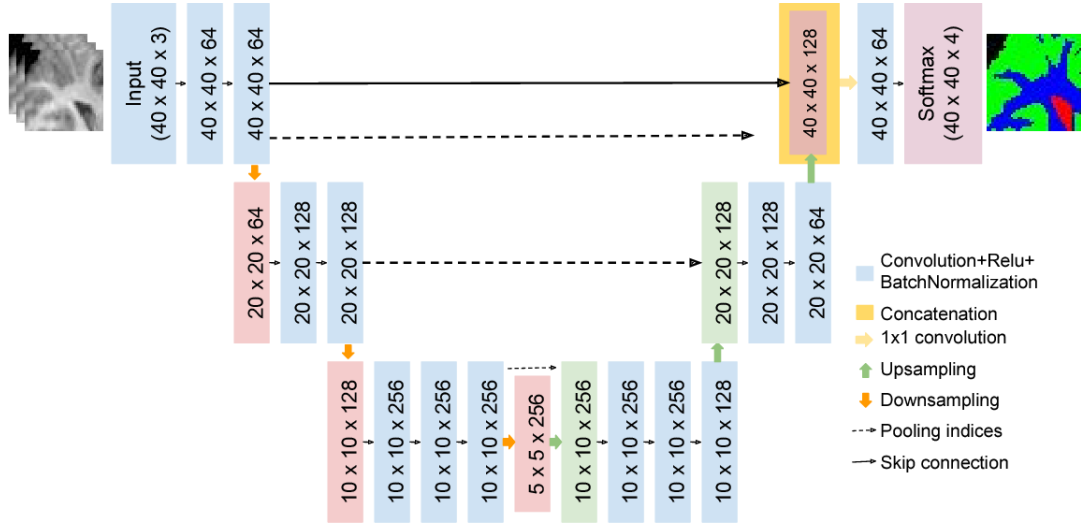 Input
(40 x 40 x 3)
40 x 40 x 64
40 x 40 x 64
40 x 40 x 128
40 x 40 x 64
Softmax
(40 x 40 x 4)
20 x 20 x 64
20 x 20 x 128
20 x 20 x 128
20 x 20 x 128
20 x 20 x 128
20 x 20 x 64
10 x 10 x 128
10 x 10 x 256
10 x 10 x 256
10 x 10 x 256
5 x 5 x 256
10 x 10 x 256
10 x 10 x 256
10 x 10 x 256
10 x 10 x 128
Convolution+Relu+
BatchNormalization
Concatenation
1x1 convolution
Upsampling
Downsampling
Pooling indices
Skip connection